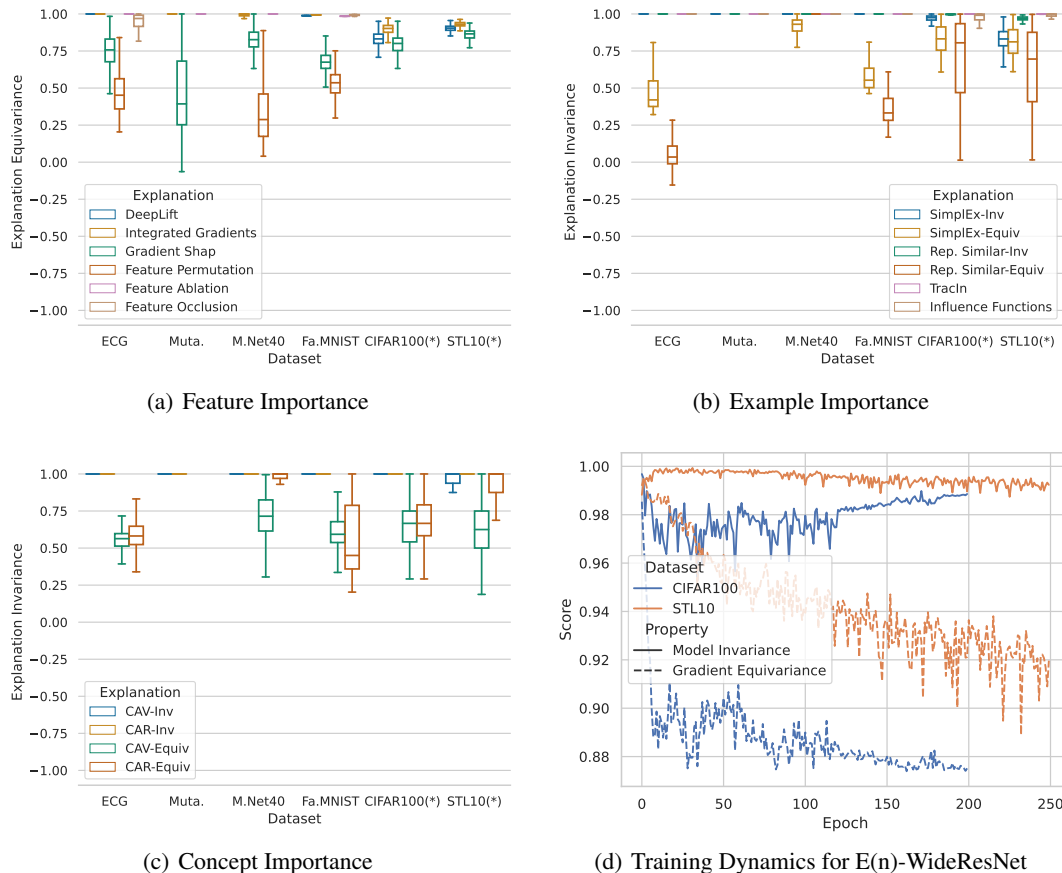 1.00
0.75
0.50
0.25
0.00
−0.25
−0.50
−0.75
−1.00
Explanation Equivariance
Explanation
DeepLift
Integrated Gradients
Gradient Shap
Feature Permutation
Feature Ablation
Feature Occlusion
ECG Muta. M.Net40 Fa.MNIST CIFAR100(*) STL10(*)
Dataset
(a) Feature Importance
1.00
0.75
0.50
0.25
0.00
−0.25
−0.50
−0.75
−1.00
Explanation Invariance
Explanation
SimplEx-Inv
SimplEx-Equiv
Rep. Similar-Inv
Rep. Similar-Equiv
TracIn
Influence Functions
ECG Muta. M.Net40 Fa.MNIST CIFAR100(*) STL10(*)
Dataset
(b) Example Importance
1.00
0.75
0.50
0.25
0.00
−0.25
−0.50
−0.75
−1.00
Explanation Invariance
Explanation
CAV-Inv
CAR-Inv
CAV-Equiv
CAR-Equiv
ECG Muta. M.Net40 Fa.MNIST CIFAR100(*) STL10(*)
Dataset
(c) Concept Importance
1.00
0.98
0.96
0.94
0.92
0.90
0.88
Score
Dataset
CIFAR100
STL10
Property
Model Invariance
Gradient Equivariance
0 50 100 150 200 250
Epoch
(d) Training Dynamics for E(n)-WideResNet